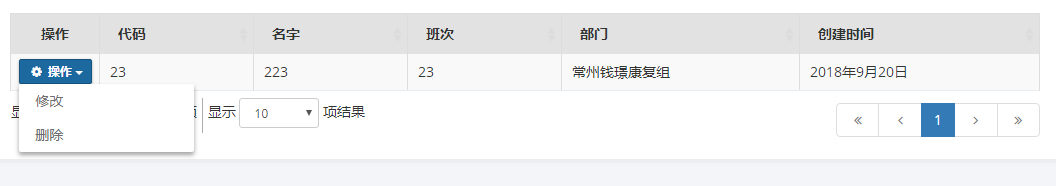 操作 代码 名字 班次 部门 创建时间
操作 23 223 23 常州钱璟康复组 2018年9月20日
修改
显示 10 项结果 « ‹ 1 › »
删除